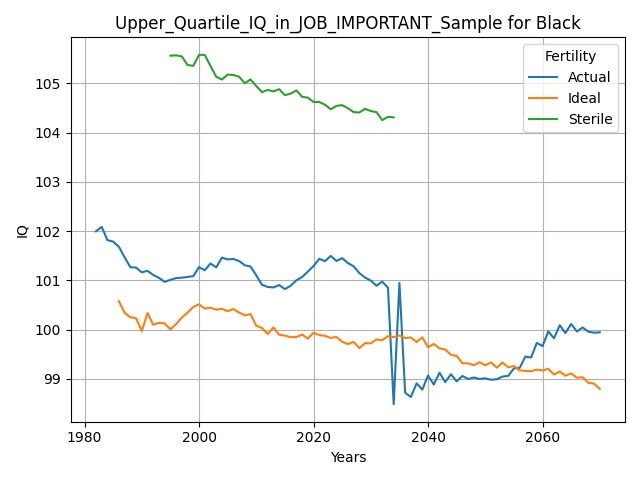 Upper_Quartile_IQ_in_JOB_IMPORTANT_Sample for Black
Fertility
Actual
Ideal
Sterile
105
104
103
102
101
100
99
IQ
1980
2000
2020
2040
2060
Years